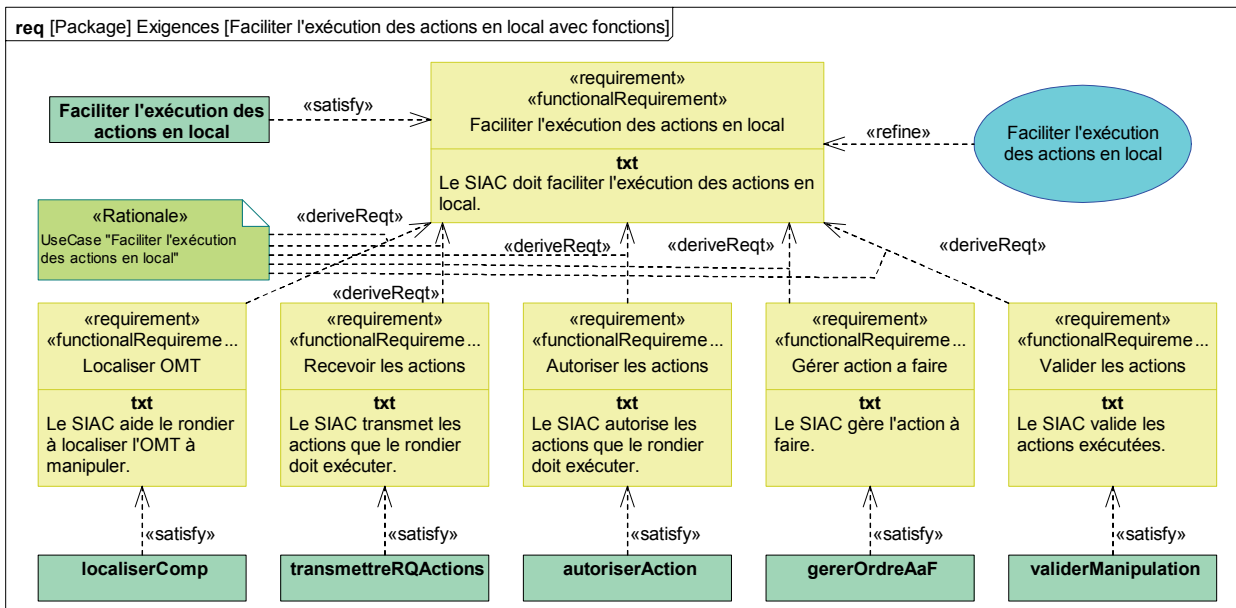 req [Package] Exigences [Faciliter l'exécution des actions en local avec fonctions]
«requirement»
«functionalRequirement»
Faciliter l'exécution des actions en local
txt
Le SIAC doit faciliter l'exécution des actions en
local.
Faciliter l'exécution des
actions en local
«satisfy»
«refine»
Faciliter l'exécution
des actions en local
«Rationale»
UseCase "Faciliter l'exécution
des actions en local"
«deriveReqt»
«deriveReqt»
«deriveReqt»
«deriveReqt»
«deriveReqt»
«requirement»
«functionalRequireme...
Localiser OMT
txt
Le SIAC aide le rondier
à localiser l'OMT à
manipuler.
«requirement»
«functionalRequireme...
Recevoir les actions
txt
Le SIAC transmet les
actions que le rondier
doit exécuter.
«requirement»
«functionalRequireme...
Autoriser les actions
txt
Le SIAC autorise les
actions que le rondier
doit exécuter.
«requirement»
«functionalRequireme...
Gérer action a faire
txt
Le SIAC gère l'action à
faire.
«requirement»
«functionalRequireme...
Valider les actions
txt
Le SIAC valide les
actions exécutées.
«satisfy»
«satisfy»
«satisfy»
«satisfy»
«satisfy»
localiserComp
transmettreRQActions
autoriserAction
gererOrdreAaF
validerManipulation